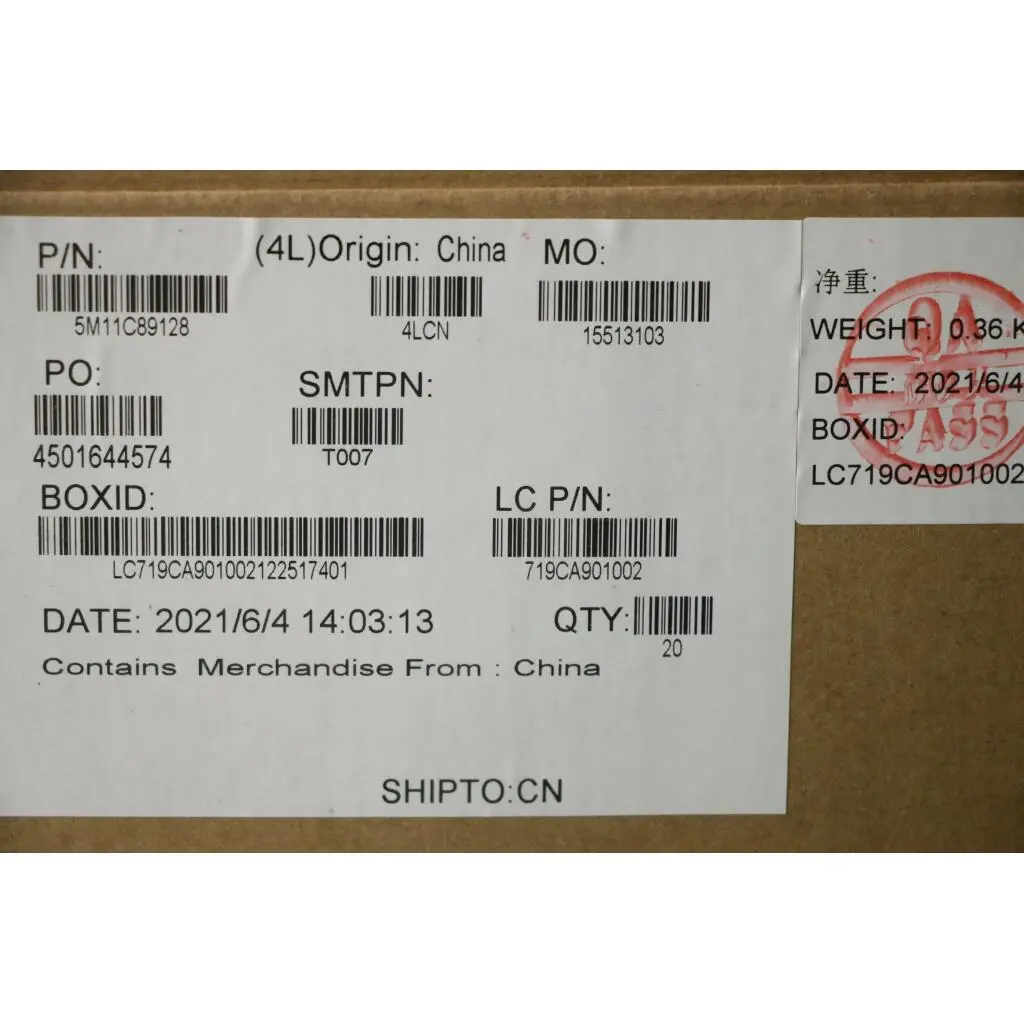 P/N: (4L)Origin: China MO:
5M11C89128 4LCN 15513103
PO: SMTPN:
4501644574 T007
BOXID: LC P/N:
LC719CA901002122517401 719CA901002
DATE: 2021/6/4 14:03:13 QTY:
20
Contains Merchandise From : China
SHIPTO:CN
净重:
WEIGHT: 0.36 K
DATE: 2021/6/4
BOXID:
LC719CA901002
QA
PASS